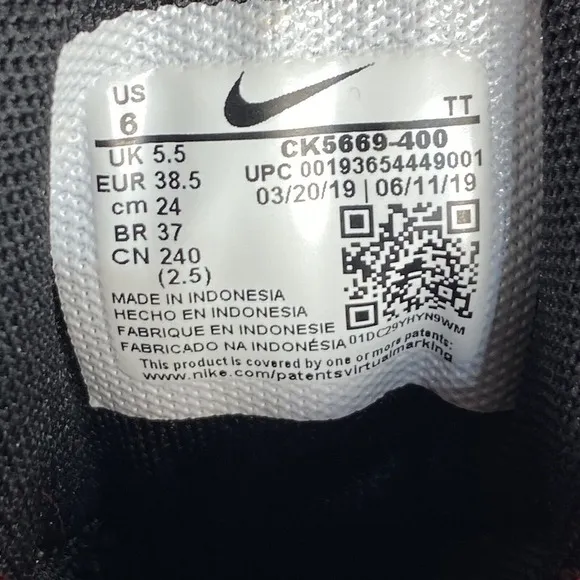 US
6
TT
UK 5.5
EUR 38.5
cm 24
BR 37
CN 240
(2.5)
CK5669-400
UPC 00193654449001
03/20/19 | 06/11/19
01DC29YHYN9WM
MADE IN INDONESIA
HECHO EN INDONESIA
FABRIQUE EN INDONESIE
FABRICADO NA INDONÉSIA
This product is covered by one or more patents:
www.nike.com/patentsvirtualmarking